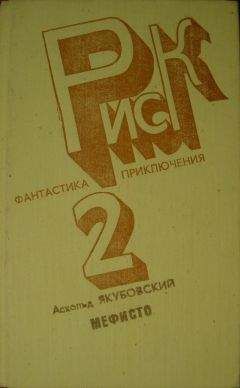 РИСК
ФАНТАСТИКА ПРИКЛЮЧЕНИЯ
2
Аскольд ЯКУБОВСКИЙ
МЕФИСТО